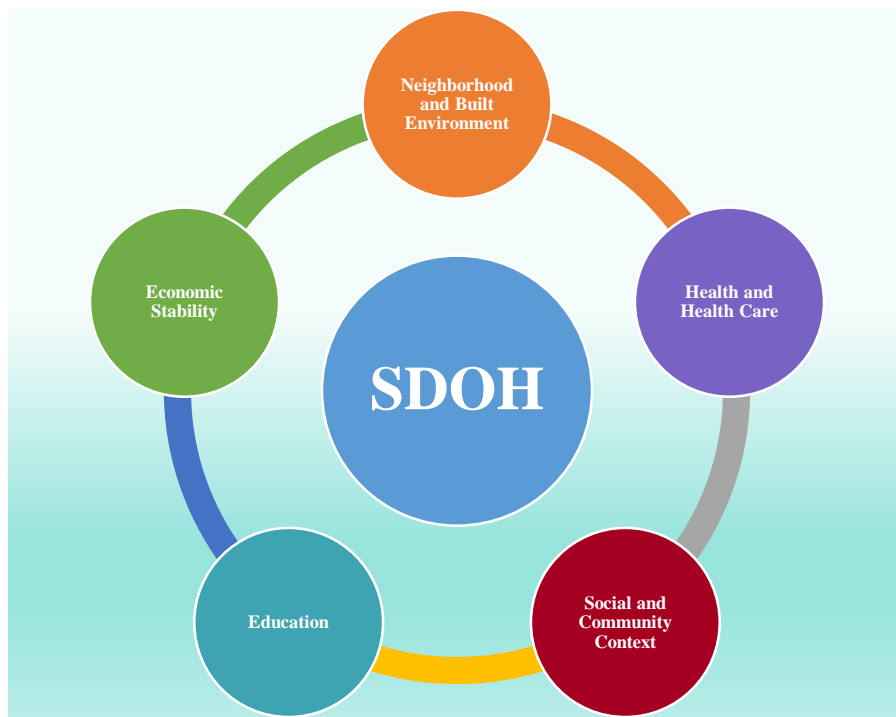 Neighborhood
and Built
Environment
Economic
Stability
Health and
Health Care
SDOH
Education
Social and
Community
Context